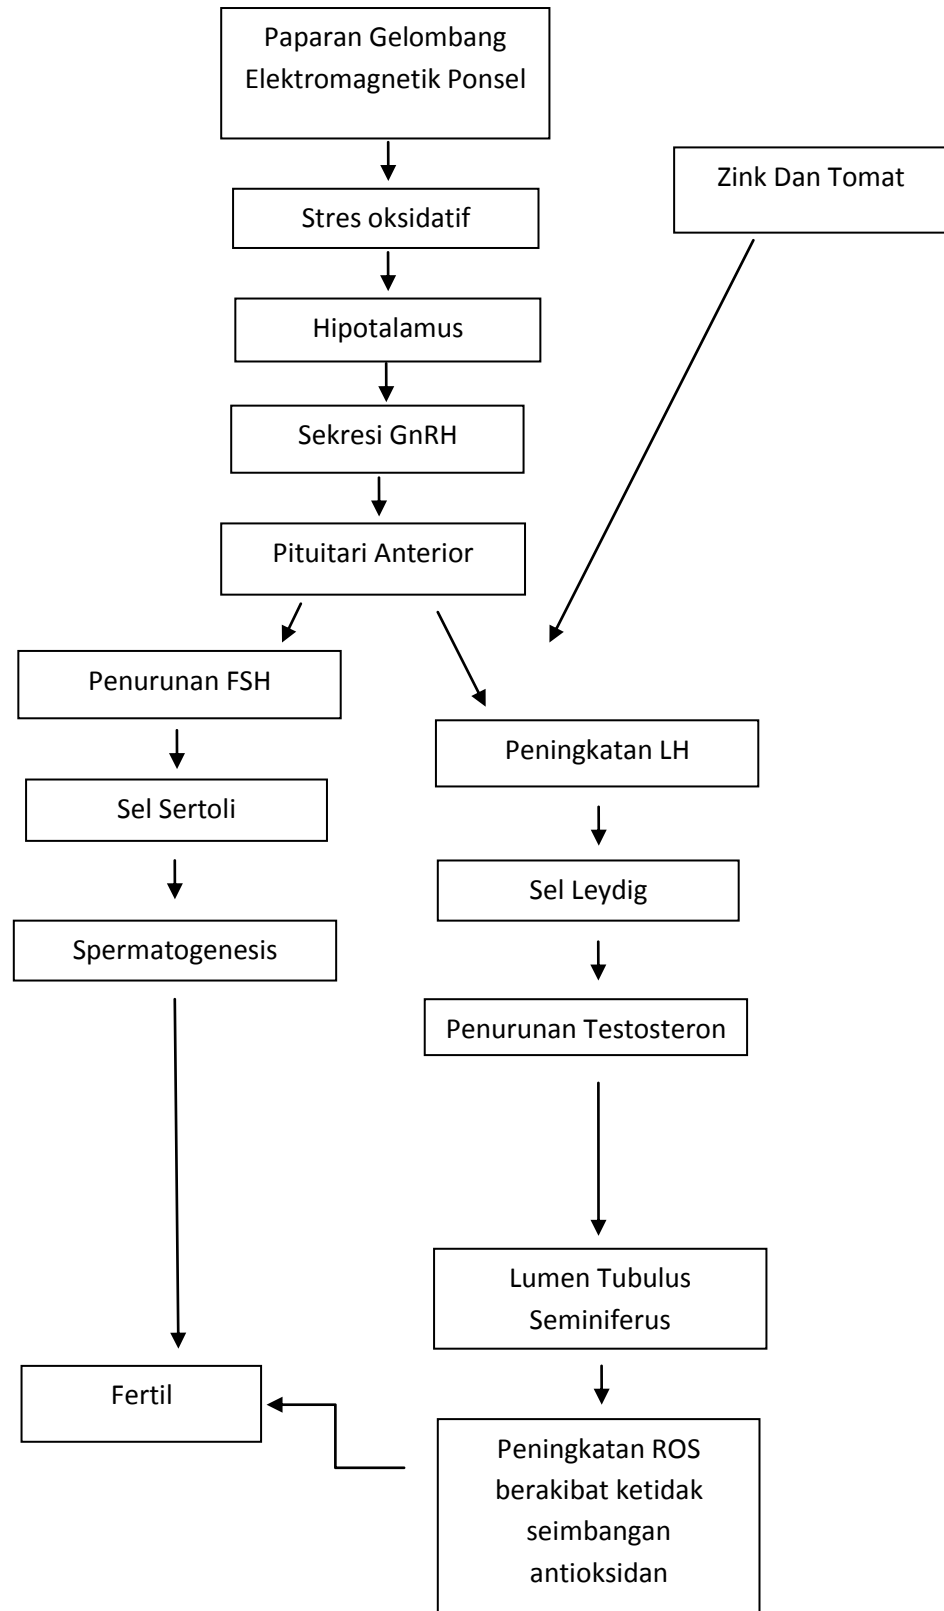 Paparan Gelombang
Elektromagnetik Ponsel
Zink Dan Tomat
Stres oksidatif
Hipotalamus
Sekresi GnRH
Pituitari Anterior
Penurunan FSH
Peningkatan LH
Sel Sertoli
Sel Leydig
Spermatogenesis
Penurunan Testosteron
Lumen Tubulus
Seminiferus
Fertil
Peningkatan ROS
berakibat ketidak
seimbangan
antioksidan